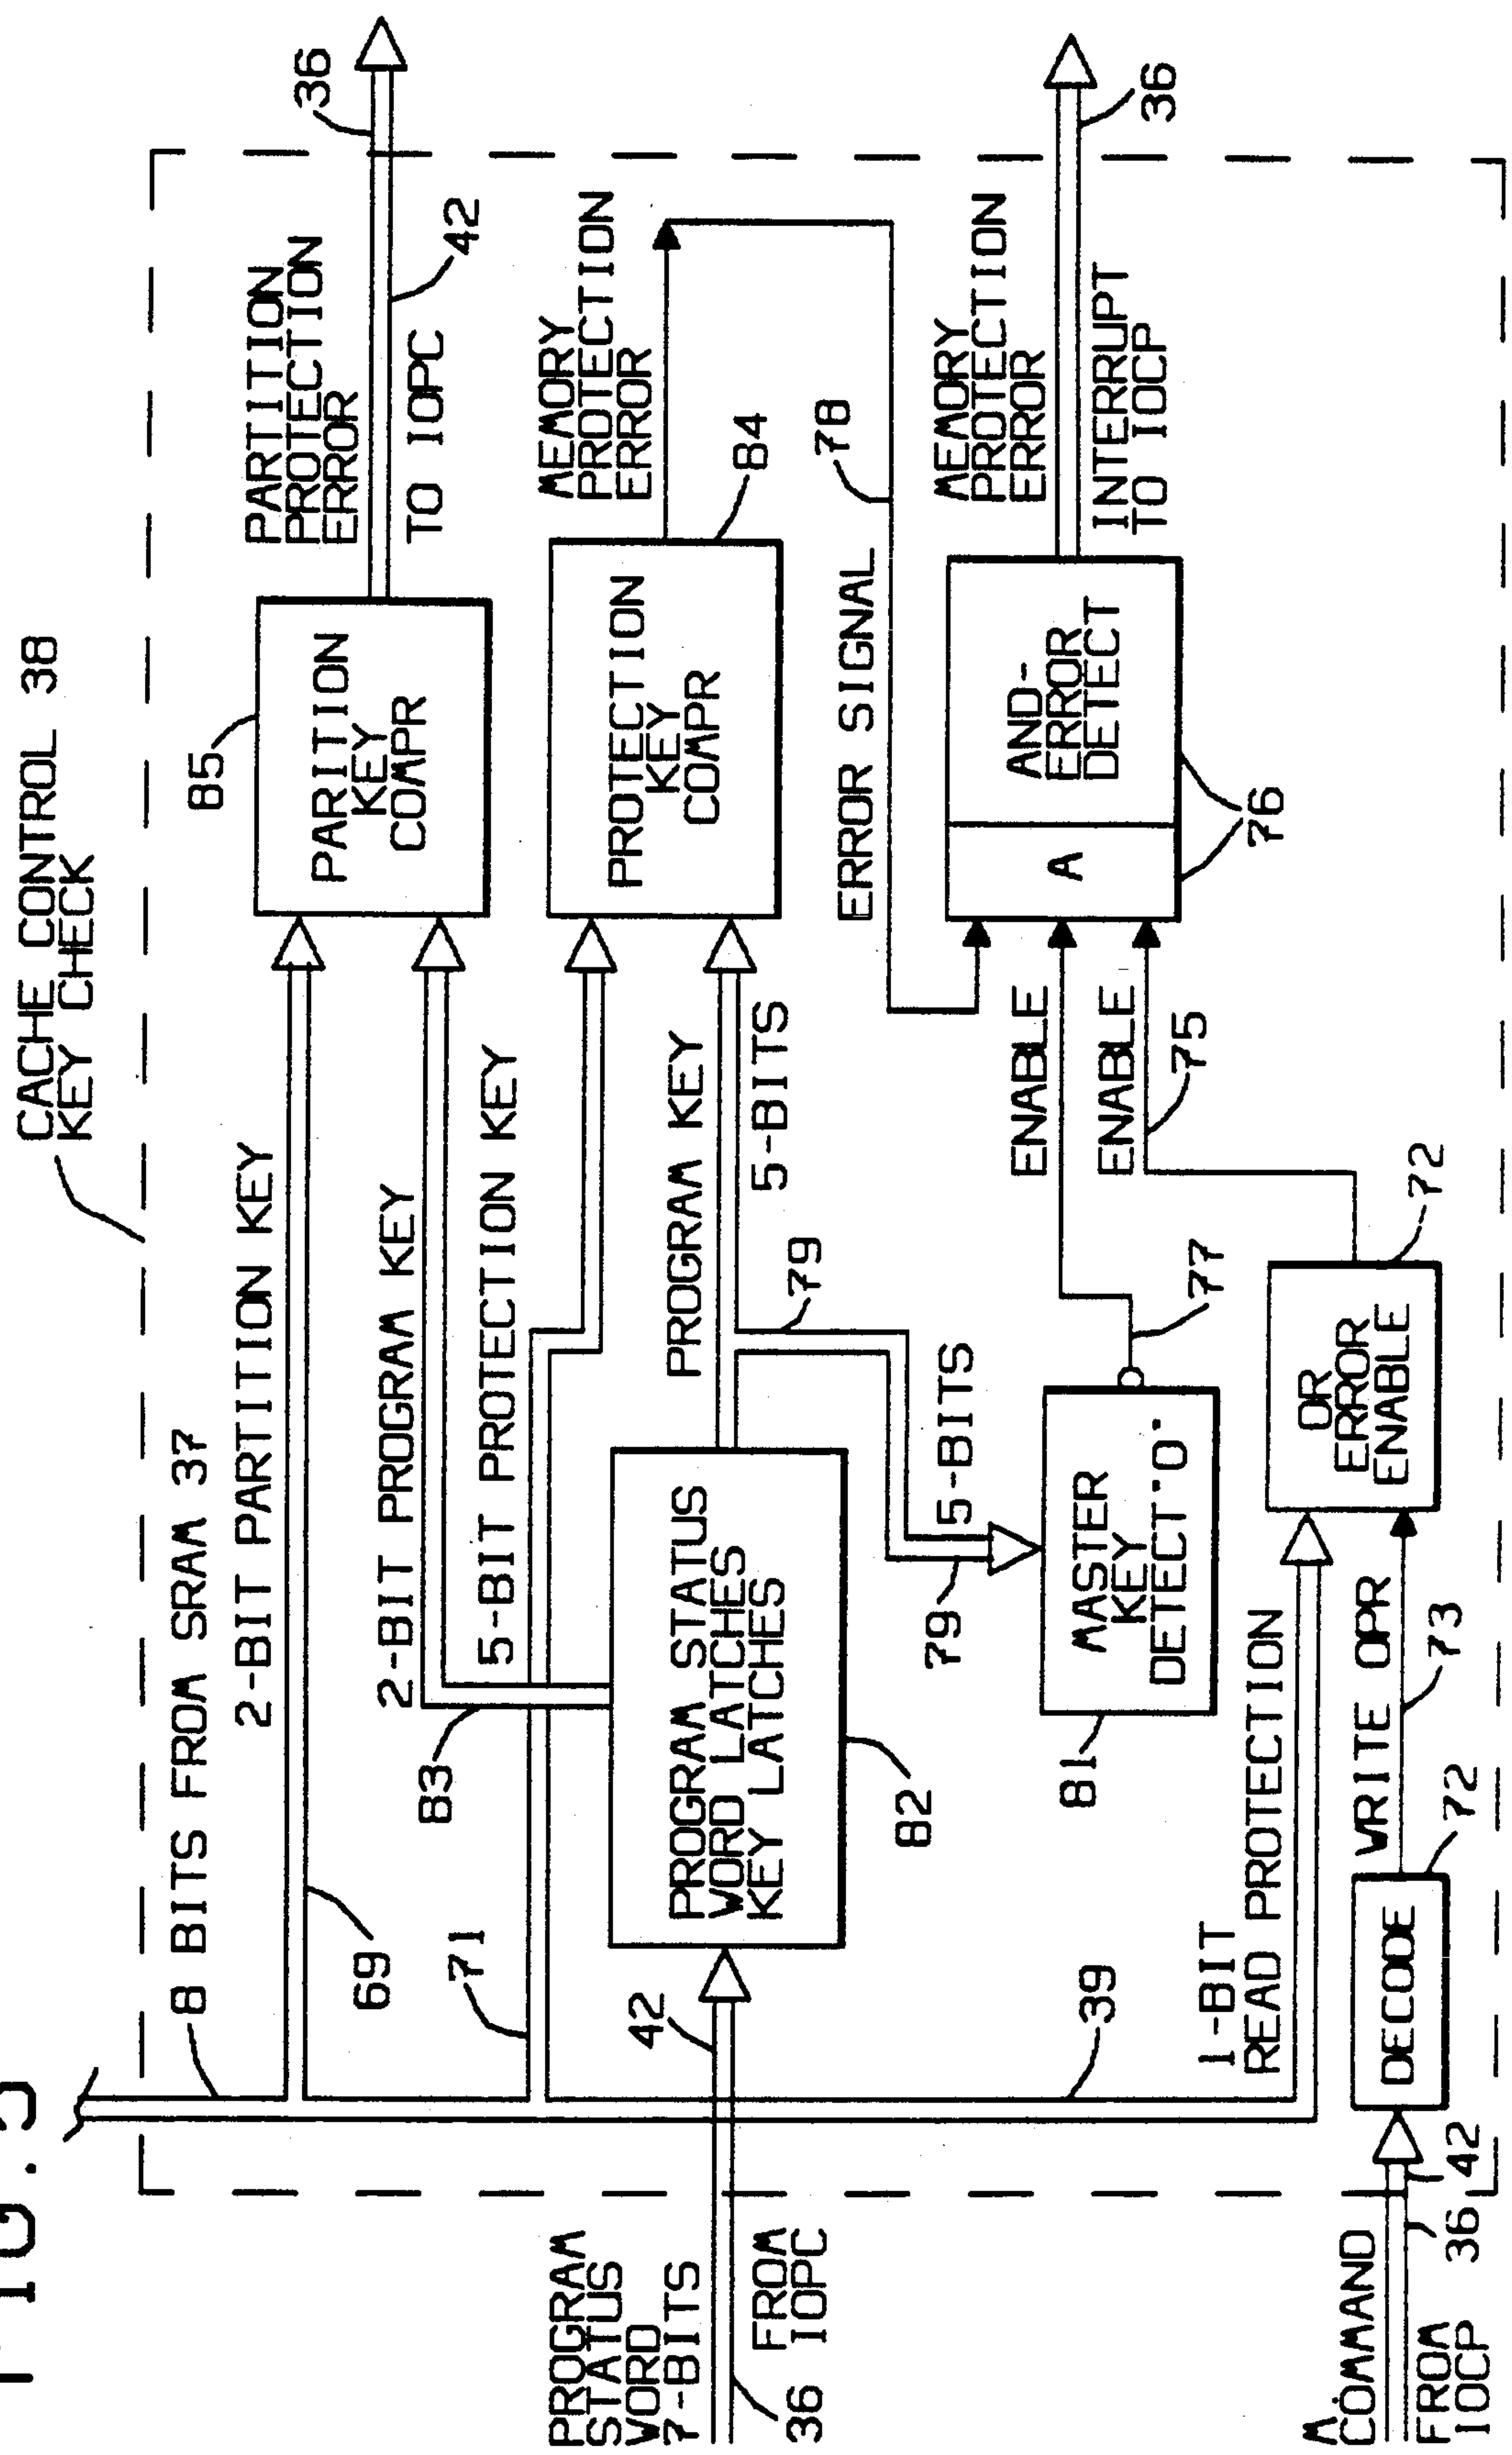 FIG. 5
CACHE CONTROL 38
KEY CHECK
8 BITS FROM SRAM 37
2-BIT PARTITION KEY
69
85
PARITION
KEY
COMPR
PARTITION
PROTECTION
ERROR
36
42
TO IOPC
2-BIT PROGRAM KEY
83
5-BIT PROTECTION KEY
71
PROTECTION
KEY
COMPR
84
MEMORY
PROTECTION
ERROR
PROGRAM
STATUS
WORD
7-BITS
36
FROM
IOPC
42
PROGRAM STATUS
WORD LATCHES
KEY LATCHES
82
PROGRAM KEY
5-BITS
79
ERROR SIGNAL
78
79
5-BITS
MASTER
KEY
DETECT "0"
81
77
ENABLE
ENABLE
75
A
AND-
ERROR
DETECT
76
MEMORY
PROTECTION
ERROR
INTERRUPT
TO IOCP
36
39
1-BIT
READ PROTECTION
OR
ERROR
ENABLE
72
WRITE OPR
73
DECODE
72
M
COMMAND
FROM
IOCP
36
42